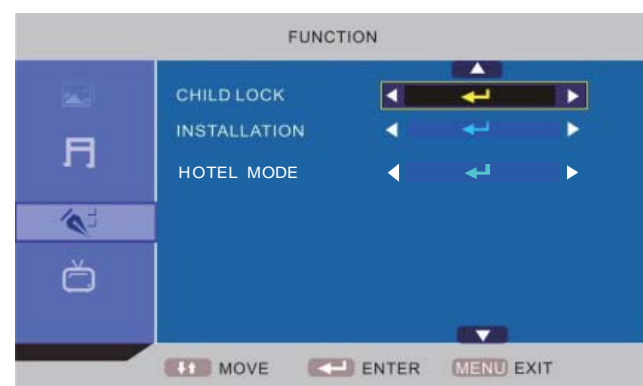 FUNCTION
CHILD LOCK
INSTALLATION
HOTEL MODE
MOVE ENTER MENU EXIT